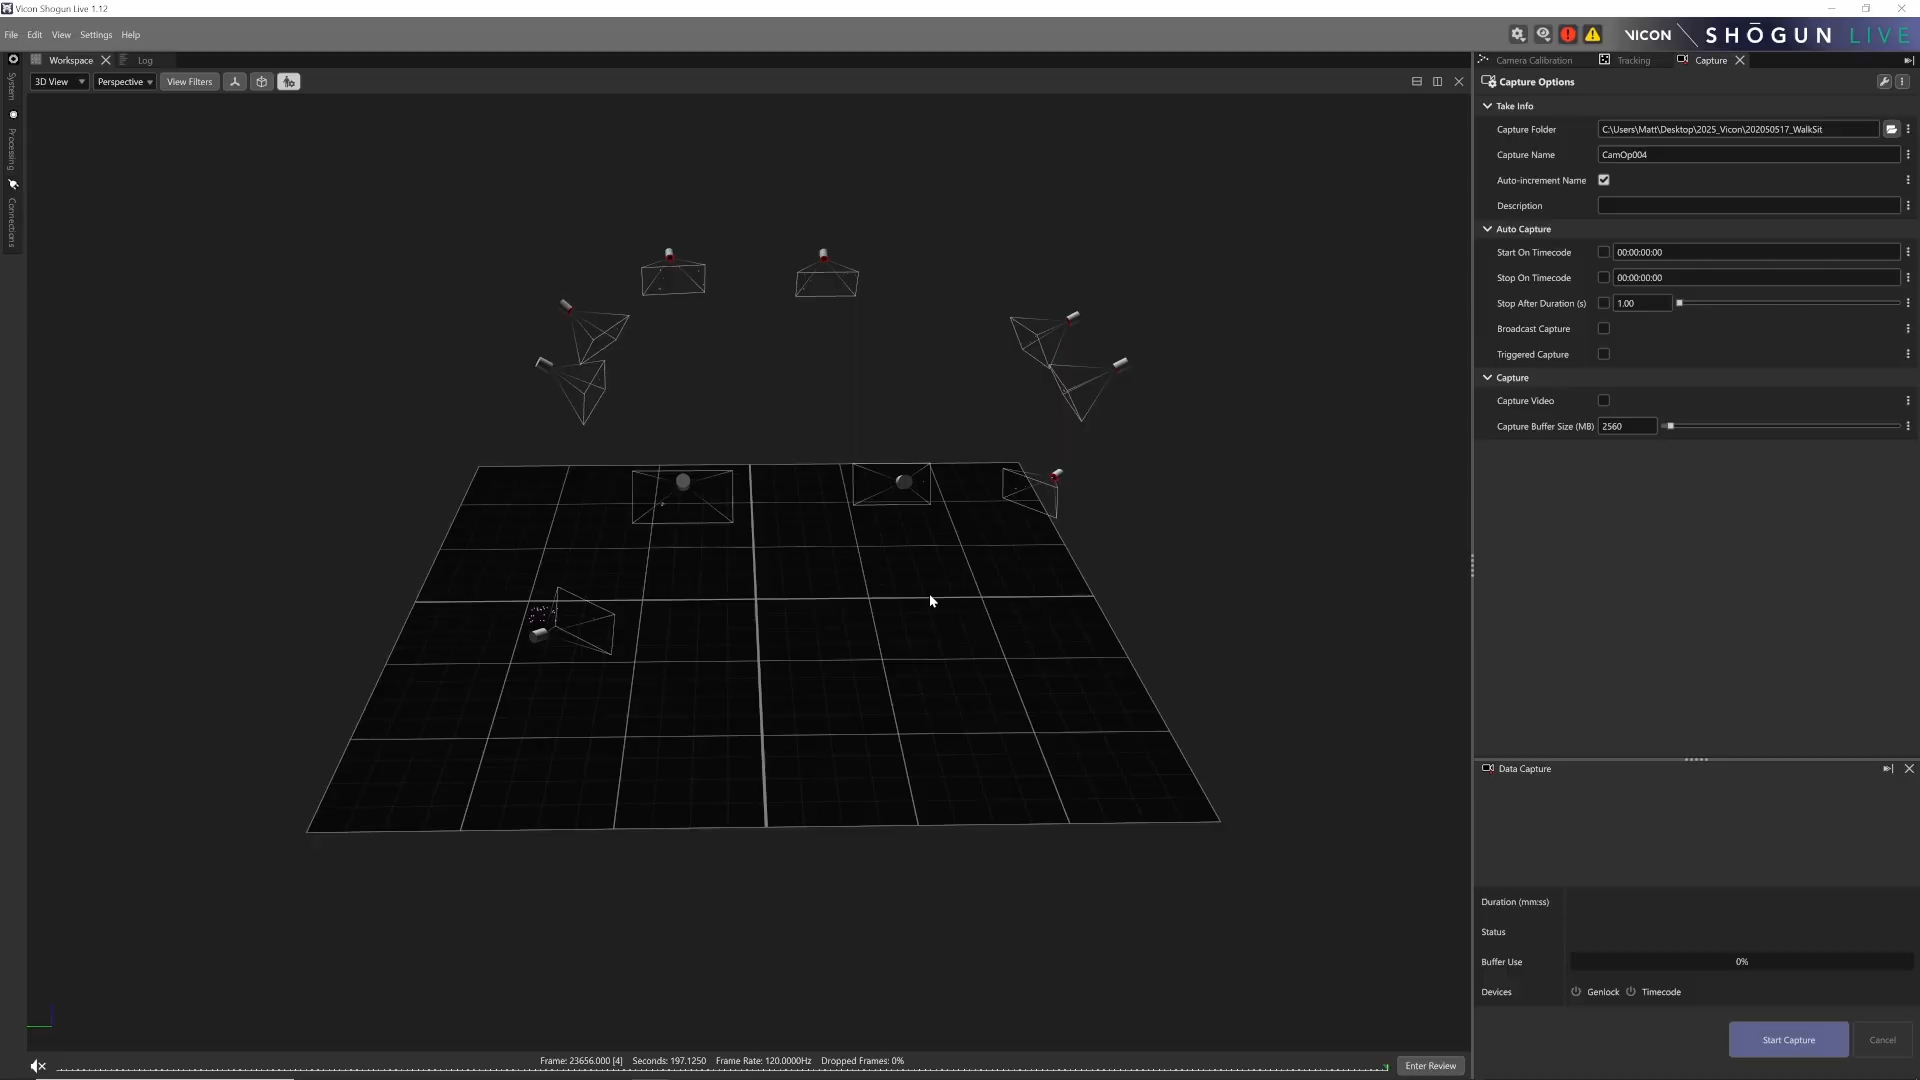 Vicon Shogun Live 1.12
File Edit View Settings Help
VICON SHŌGUN LIVE
Workspace Log
Camera Calibration Tracking Capture
3D View Perspective View Filters
System
Processing
Connections
Capture Options
Take Info
Capture Folder C:\Users\Matt\Desktop\2025_Vicon\202050517_WalkSit
Capture Name CamOp004
Auto-increment Name
Description
Auto Capture
Start On Timecode 00:00:00:00
Stop On Timecode 00:00:00:00
Stop After Duration (s) 1.00
Broadcast Capture
Triggered Capture
Capture
Capture Video
Capture Buffer Size (MB) 2560
Data Capture
Duration (mm:ss)
Status
Buffer Use 0%
Devices Genlock Timecode
Start Capture Cancel
Frame: 23656.000 [4] Seconds: 197.1250 Frame Rate: 120.0000Hz Dropped Frames: 0%
Enter Review